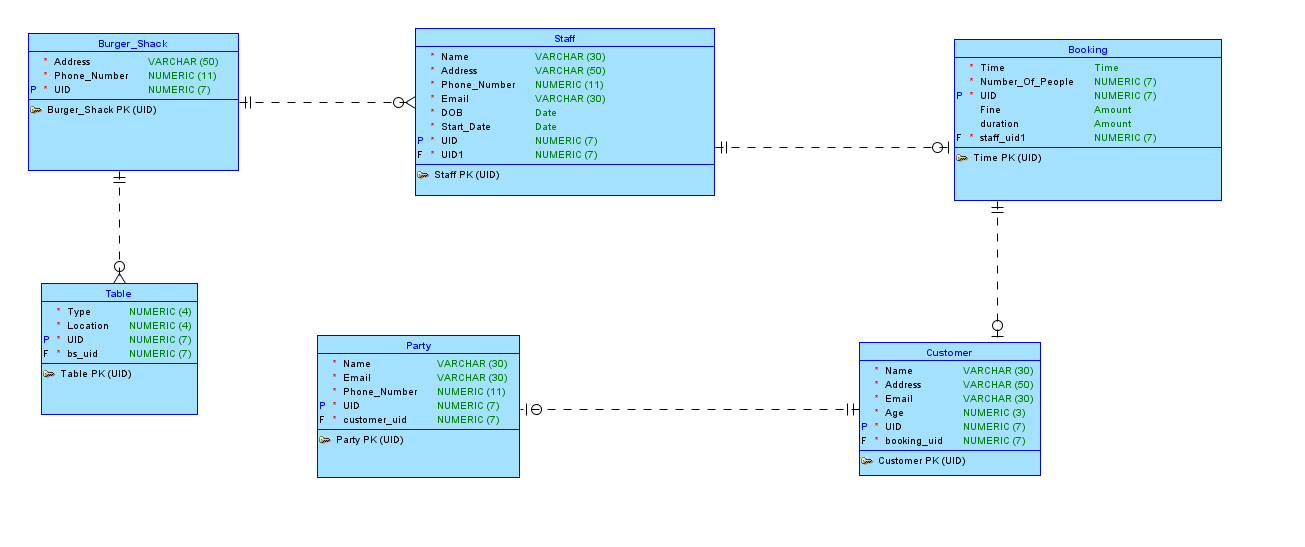 Burger_Shack
* Address VARCHAR (50)
* Phone_Number NUMERIC (11)
P * UID NUMERIC (7)
Burger_Shack PK (UID)
Staff
* Name VARCHAR (30)
* Address VARCHAR (50)
* Phone_Number NUMERIC (11)
* Email VARCHAR (30)
* DOB Date
* Start_Date Date
P * UID NUMERIC (7)
F * UID1 NUMERIC (7)
Staff PK (UID)
Booking
* Time Time
* Number_Of_People NUMERIC (7)
P * UID NUMERIC (7)
Fine Amount
duration Amount
F * staff_uid1 NUMERIC (7)
Time PK (UID)
Table
* Type NUMERIC (4)
* Location NUMERIC (4)
P * UID NUMERIC (7)
F * bs_uid NUMERIC (7)
Table PK (UID)
Party
* Name VARCHAR (30)
* Email VARCHAR (30)
* Phone_Number NUMERIC (11)
P * UID NUMERIC (7)
F * customer_uid NUMERIC (7)
Party PK (UID)
Customer
* Name VARCHAR (30)
* Address VARCHAR (50)
* Email VARCHAR (30)
* Age NUMERIC (3)
P * UID NUMERIC (7)
F * booking_uid NUMERIC (7)
Customer PK (UID)